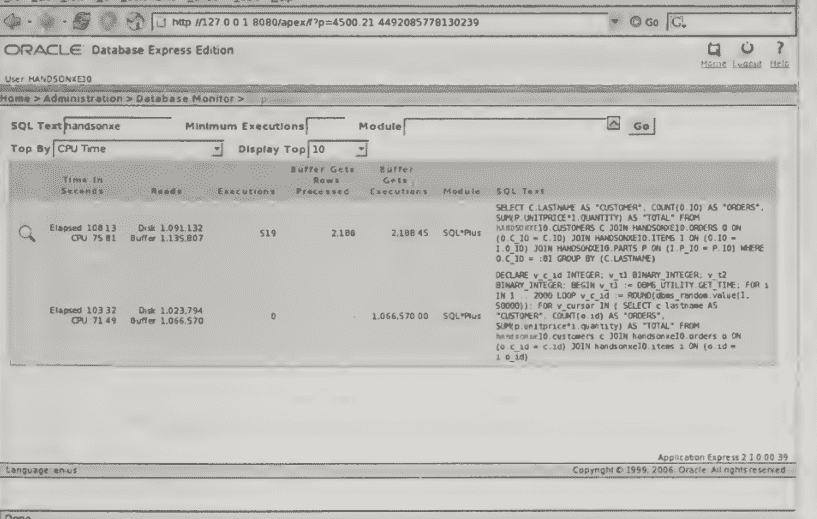 http //127 0 0 1 8080/apex/f?p=4500.21 4492085778130239
Go
ORACLE Database Express Edition
Home Logout Help
User HANDSONXE10
Home > Administration > Database Monitor >
SQL Text handsonxe Minimum Executions Module Go
Top By CPU Time Display Top 10
Time In Seconds Reads Executions Buffer Gets Rows Processed Buffer Gets Executions Module SQL Text
Elapsed 108 13 Disk 1.091,132 519 2,188 2,188 45 SQL*Plus
CPU 75 81 Buffer 1.135,807
SELECT C.LASTNAME AS "CUSTOMER", COUNT(O.ID) AS "ORDERS",
SUM(P.UNITPRICE*I.QUANTITY) AS "TOTAL" FROM
HANDSONXE10.CUSTOMERS C JOIN HANDSONXE10.ORDERS O ON
(O.C_ID = C.ID) JOIN HANDSONXE10.ITEMS I ON (O.ID =
I.O_ID) JOIN HANDSONXE10.PARTS P ON (I.P_ID = P.ID) WHERE
O.C_ID = :B1 GROUP BY (C.LASTNAME)
Elapsed 103 32 Disk 1.023,794 0 . 1,066,570 00 SQL*Plus
CPU 71 49 Buffer 1.066,570
DECLARE v_c_id INTEGER; v_t1 BINARY_INTEGER; v_t2
BINARY_INTEGER; BEGIN v_t1 := DBMS_UTILITY.GET_TIME; FOR i
IN 1 .. 2000 LOOP v_c_id := ROUND(dbms_random.value(1,
50000)); FOR v_cursor IN ( SELECT c lastname AS
"CUSTOMER", COUNT(o id) AS "ORDERS",
SUM(p.unitprice*i.quantity) AS "TOTAL" FROM
handsonxe10.customers c JOIN handsonxe10.orders o ON
(o c_id = c.id) JOIN handsonxe10.items i ON (o.id =
i o_id)
Application Express 2 1 0 00 39
Language en-us Copyright © 1999, 2006, Oracle All rights reserved
Done